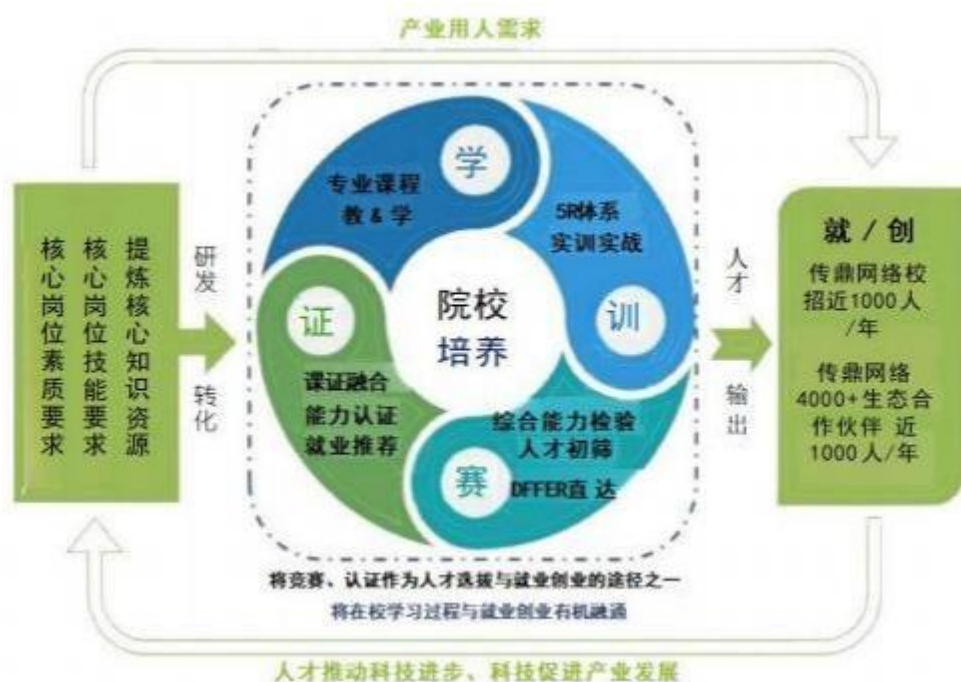 产业用人需求
提炼核心知识资源
核心岗位技能要求
核心岗位素质要求
研发
转化
学
专业课程
教 & 学
5R体系
实训实战
训
证
课证融合
能力认证
就业推荐
院校
培养
综合能力检验
人才初筛
DFFER直达
赛
人才
输出
就 / 创
传鼎网络校
招近1000人
/年
传鼎网络
4000+生态合
作伙伴 近
1000人/年
将竞赛、认证作为人才选拔与就业创业的途径之一
将在校学习过程与就业创业有机融通
人才推动科技进步、科技促进产业发展